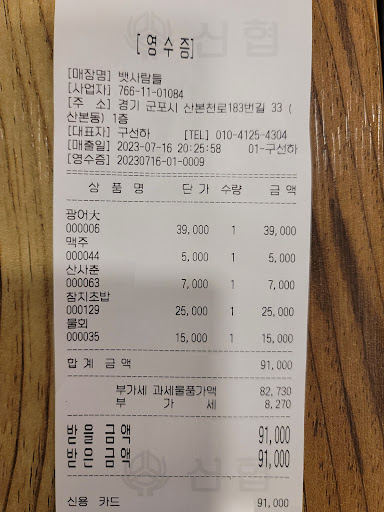 신협
[영수증]
[매장명] 뱃사람들
[사업자] 766-11-01084
[주 소] 경기 군포시 산본천로183번길 33 (
산본동) 1층
[대표자] 구선하 [TEL] 010-4125-4304
[매출일] 2023-07-16 20:25:58 01-구선하
[영수증] 20230716-01-0009
상 품 명 단 가 수량 금 액
광어大
000006 39,000 1 39,000
맥주
000044 5,000 1 5,000
산사춘
000063 7,000 1 7,000
참치초밥
000129 25,000 1 25,000
물회
000035 15,000 1 15,000
합 계 금 액 91,000
부가세 과세물품가액 82,730
부 가 세 8,270
받을 금액 91,000
받은 금액 91,000
신협
신용 카드 91,000